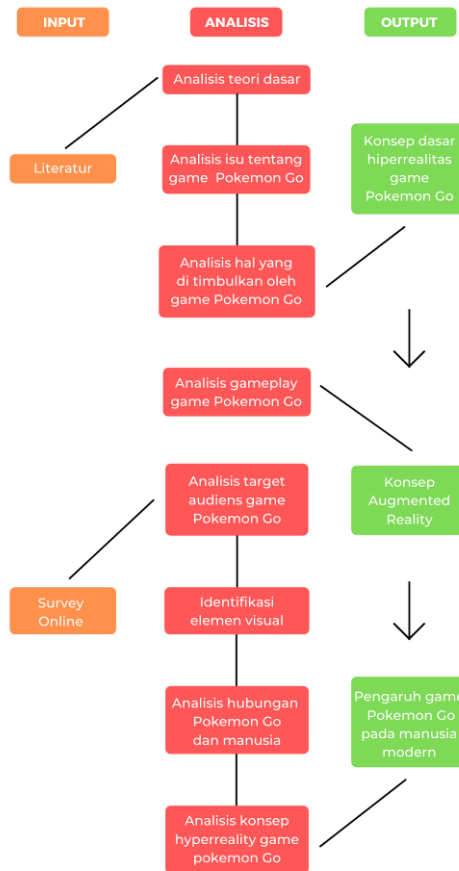 INPUT
ANALISIS
OUTPUT
Analisis teori dasar
Literatur
Analisis isu tentang
game Pokemon Go
Konsep dasar
hiperrealitas
game
Pokemon Go
Analisis hal yang
di timbulkan oleh
game Pokemon Go
Analisis gameplay
game Pokemon Go
Analisis target
audiens game
Pokemon Go
Konsep
Augmented
Reality
Survey
Online
Identifikasi
elemen visual
Analisis hubungan
Pokemon Go
dan manusia
Pengaruh game
Pokemon Go
pada manusia
modern
Analisis konsep
hyperreality game
pokemon Go